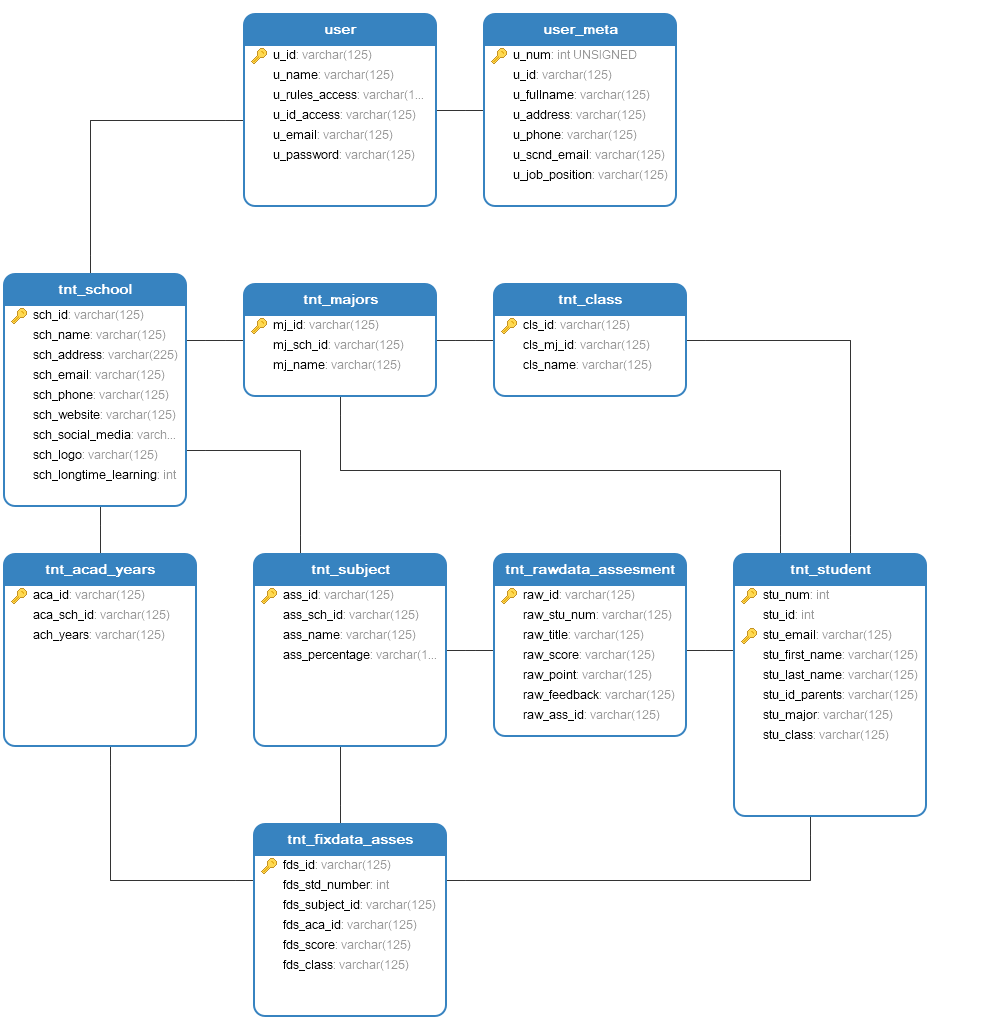 user
u_id: varchar(125)
u_name: varchar(125)
u_rules_access: varchar(1...
u_id_access: varchar(125)
u_email: varchar(125)
u_password: varchar(125)
user_meta
u_num: int UNSIGNED
u_id: varchar(125)
u_fullname: varchar(125)
u_address: varchar(125)
u_phone: varchar(125)
u_scnd_email: varchar(125)
u_job_position: varchar(125)
tnt_school
sch_id: varchar(125)
sch_name: varchar(125)
sch_address: varchar(225)
sch_email: varchar(125)
sch_phone: varchar(125)
sch_website: varchar(125)
sch_social_media: varch...
sch_logo: varchar(125)
sch_longtime_learning: int
tnt_majors
mj_id: varchar(125)
mj_sch_id: varchar(125)
mj_name: varchar(125)
tnt_class
cls_id: varchar(125)
cls_mj_id: varchar(125)
cls_name: varchar(125)
tnt_acad_years
aca_id: varchar(125)
aca_sch_id: varchar(125)
ach_years: varchar(125)
tnt_subject
ass_id: varchar(125)
ass_sch_id: varchar(125)
ass_name: varchar(125)
ass_percentage: varchar(1...
tnt_rawdata_assesment
raw_id: varchar(125)
raw_stu_num: varchar(125)
raw_title: varchar(125)
raw_score: varchar(125)
raw_point: varchar(125)
raw_feedback: varchar(125)
raw_ass_id: varchar(125)
tnt_student
stu_num: int
stu_id: int
stu_email: varchar(125)
stu_first_name: varchar(125)
stu_last_name: varchar(125)
stu_id_parents: varchar(125)
stu_major: varchar(125)
stu_class: varchar(125)
tnt_fixdata_asses
fds_id: varchar(125)
fds_std_number: int
fds_subject_id: varchar(125)
fds_aca_id: varchar(125)
fds_score: varchar(125)
fds_class: varchar(125)